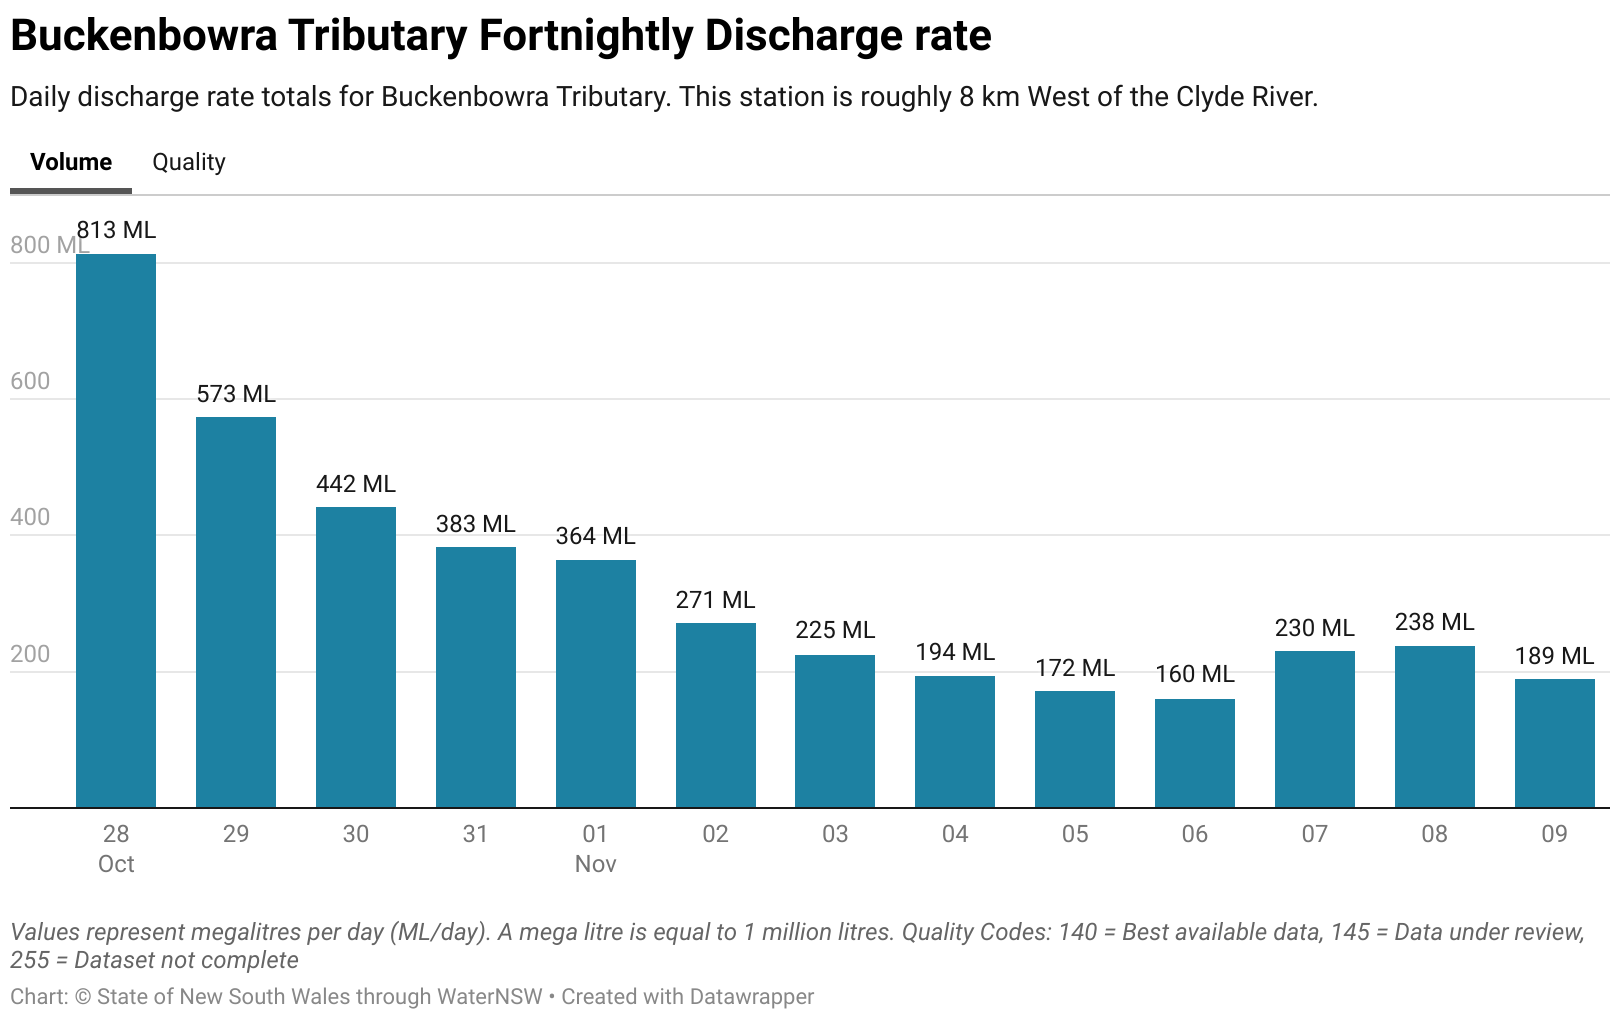 Buckenbowra Tributary Fortnightly Discharge rate
Daily discharge rate totals for Buckenbowra Tributary. This station is roughly 8 km West of the Clyde River.
Volume Quality
813 ML
800 ML
573 ML
600
442 ML
383 ML
400
364 ML
271 ML
225 ML
230 ML
238 ML
200
194 ML
172 ML
160 ML
189 ML
28 29 30 31 01 02 03 04 05 06 07 08 09
Oct Nov
Values represent megalitres per day (ML/day). A mega litre is equal to 1 million litres. Quality Codes: 140 = Best available data, 145 = Data under review,
255 = Dataset not complete
Chart: © State of New South Wales through WaterNSW • Created with Datawrapper